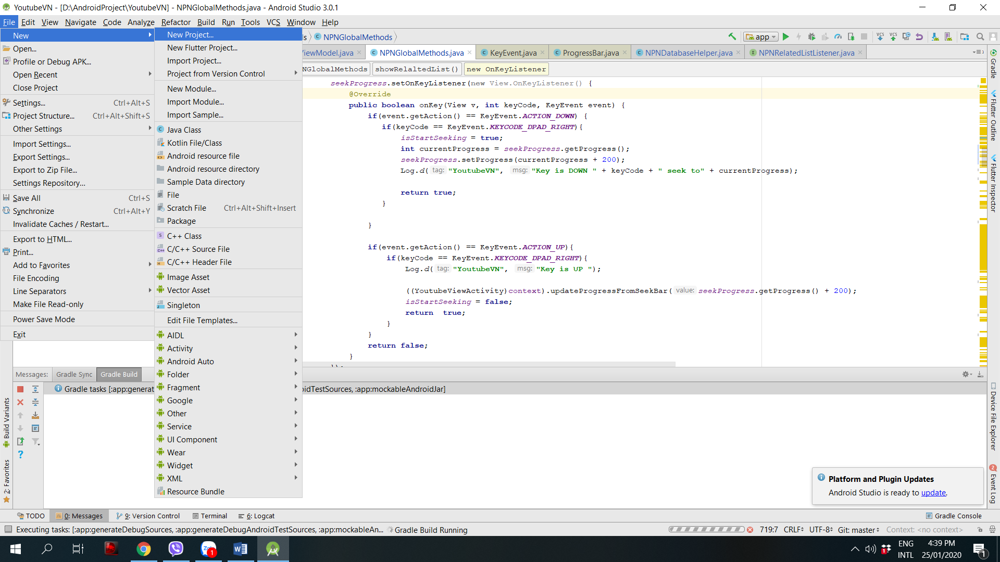 YoutubeVN - [D:\AndroidProject\YoutubeVN] - NPNGlobalMethods.java - Android Studio 3.0.1
File Edit View Navigate Code Analyze Refactor Build Run Tools VCS Window Help
New
Open...
Profile or Debug APK...
Open Recent
Close Project
Settings... Ctrl+Alt+S
Project Structure... Ctrl+Alt+Shift+S
Other Settings
Import Settings...
Export Settings...
Export to Zip File...
Settings Repository...
Save All Ctrl+S
Synchronize Ctrl+Alt+Y
Invalidate Caches / Restart...
Export to HTML...
Print...
Add to Favorites
File Encoding
Line Separators
Make File Read-only
Power Save Mode
Exit
New Project...
New Flutter Project...
Import Project...
Project from Version Control
New Module...
Import Module...
Import Sample...
Java Class
Kotlin File/Class
Android resource file
Android resource directory
Sample Data directory
File
Scratch File Ctrl+Alt+Shift+Insert
Package
C++ Class
C/C++ Source File
C/C++ Header File
Image Asset
Vector Asset
Singleton
Edit File Templates...
AIDL
Activity
Android Auto
Folder
Fragment
Google
Other
Service
UI Component
Wear
Widget
XML
Resource Bundle
s NPNGlobalMethods app
ViewModel.java NPNGlobalMethods.java KeyEvent.java ProgressBar.java NPNDatabaseHelper.java NPNRelatedListListener.java
NGlobalMethods showRelaltedList() new OnKeyListener
seekProgress.setOnKeyListener(new View.OnKeyListener() {
@Override
public boolean onKey(View v, int keyCode, KeyEvent event) {
if(event.getAction() == KeyEvent.ACTION_DOWN) {
if(keyCode == KeyEvent.KEYCODE_DPAD_RIGHT){
isStartSeeking = true;
int currentProgress = seekProgress.getProgress();
seekProgress.setProgress(currentProgress + 200);
Log.d( tag: "YoutubeVN", msg: "Key is DOWN " + keyCode + " seek to" + currentProgress);
return true;
}
}
if(event.getAction() == KeyEvent.ACTION_UP){
if(keyCode == KeyEvent.KEYCODE_DPAD_RIGHT){
Log.d( tag: "YoutubeVN", msg: "Key is UP ");
((YoutubeViewActivity)context).updateProgressFromSeekBar( value: seekProgress.getProgress() + 200);
isStartSeeking = false;
return true;
}
}
return false;
}
});
Gradle
Flutter Outline
Flutter Inspector
Device File Explorer
2 Event Log
Build Variants
2: Favorites
Messages: Gradle Sync Gradle Build
Gradle tasks [:app:generat
idTestSources, :app:mockableAndroidJar]
Platform and Plugin Updates
Android Studio is ready to update.
TODO 0: Messages 9: Version Control Terminal 6: Logcat Gradle Console
Executing tasks: [:app:generateDebugSources, :app:generateDebugAndroidTestSources, :app:mockableAn... Gradle Build Running 719:7 CRLF UTF-8 Git: master Context: <no context>
1
1
ENG
INTL
4:39 PM
25/01/2020
1